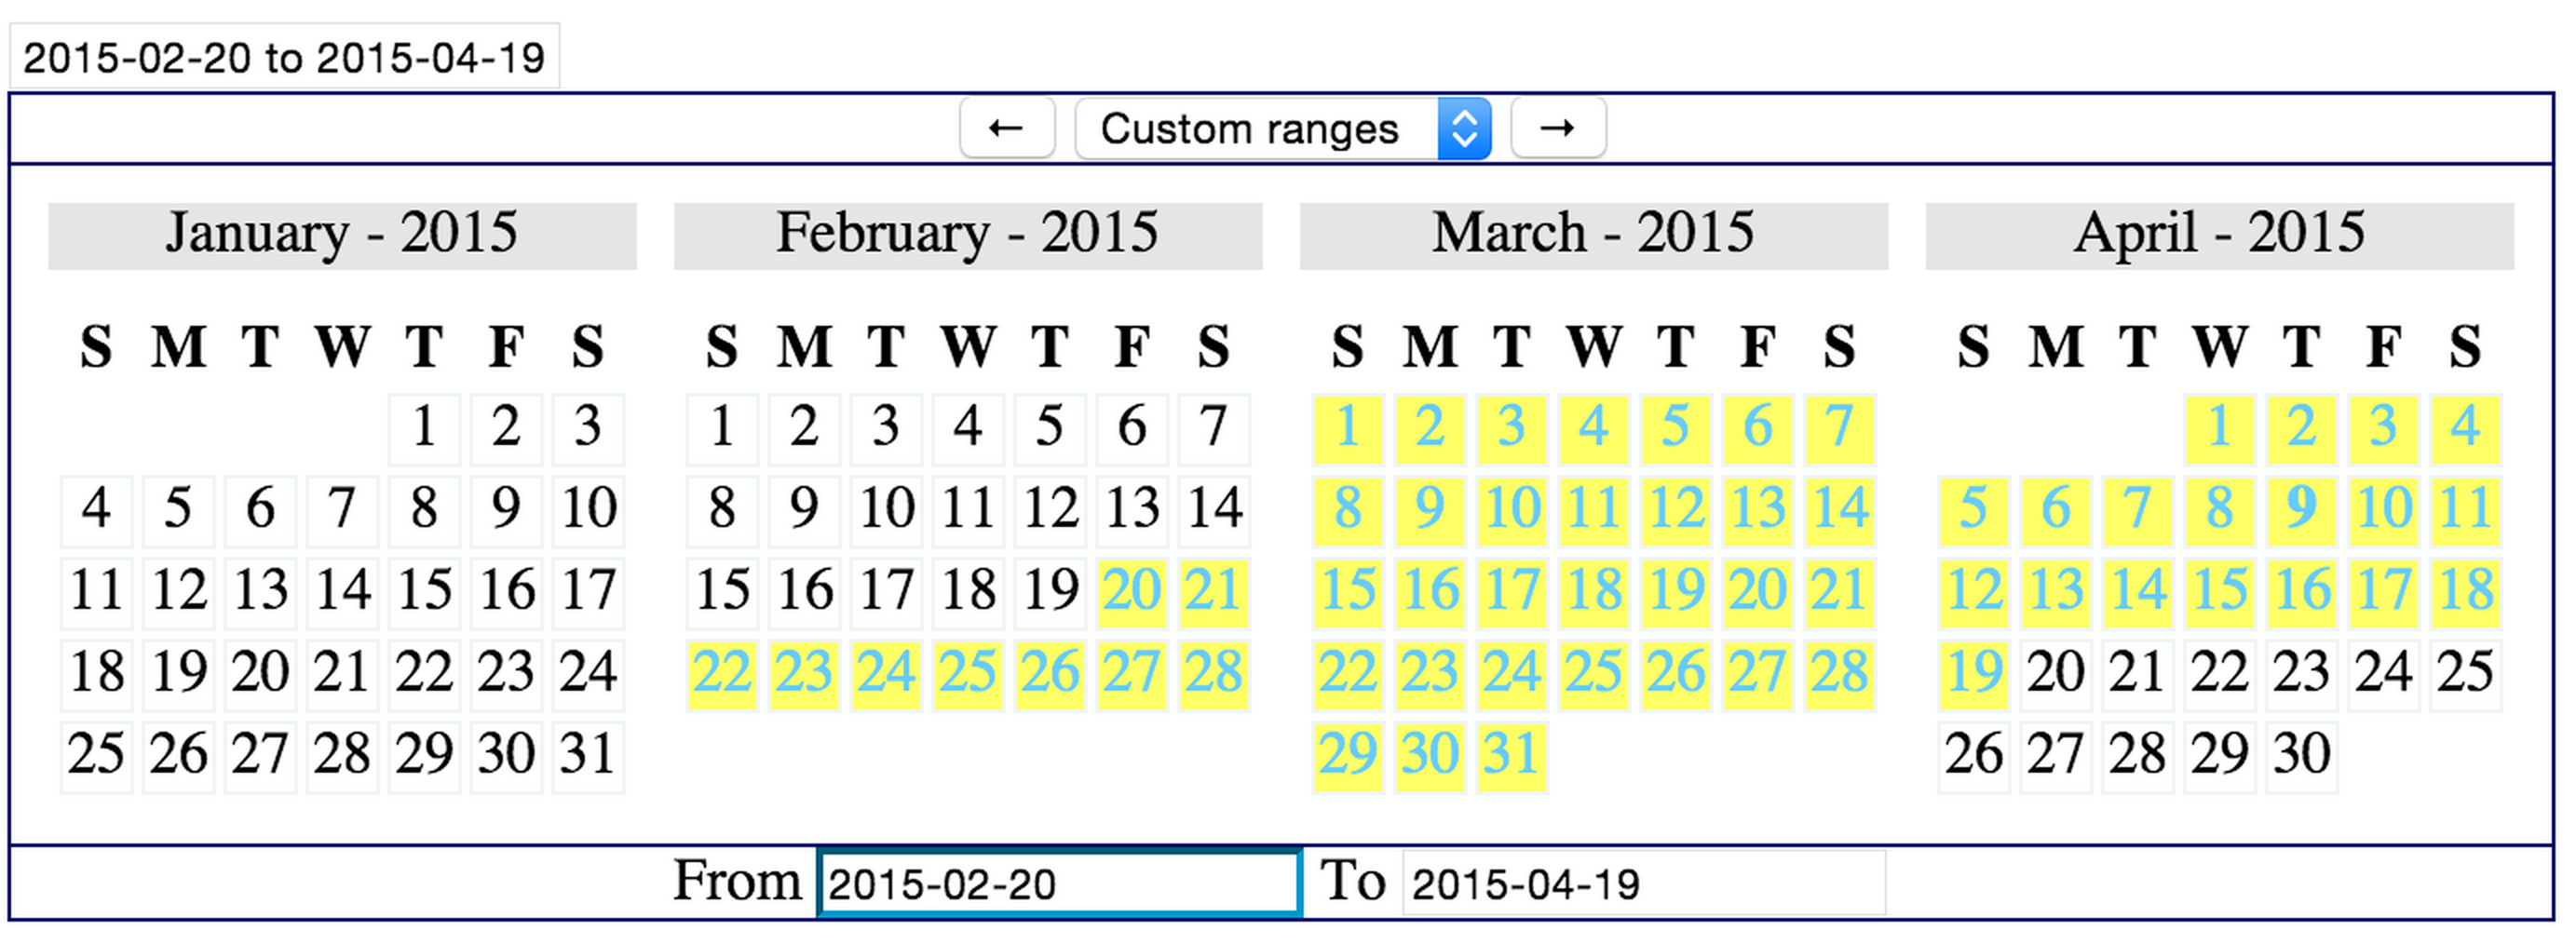 2015-02-20 to 2015-04-19
← Custom ranges →
January - 2015 February - 2015 March - 2015 April - 2015
S M T W T F S S M T W T F S S M T W T F S S M T W T F S
1 2 3 1 2 3 4 5 6 7 1 2 3 4 5 6 7 1 2 3 4
4 5 6 7 8 9 10 8 9 10 11 12 13 14 8 9 10 11 12 13 14 5 6 7 8 9 10 11
11 12 13 14 15 16 17 15 16 17 18 19 20 21 15 16 17 18 19 20 21 12 13 14 15 16 17 18
18 19 20 21 22 23 24 22 23 24 25 26 27 28 22 23 24 25 26 27 28 19 20 21 22 23 24 25
25 26 27 28 29 30 31 29 30 31 26 27 28 29 30
From 2015-02-20 To 2015-04-19